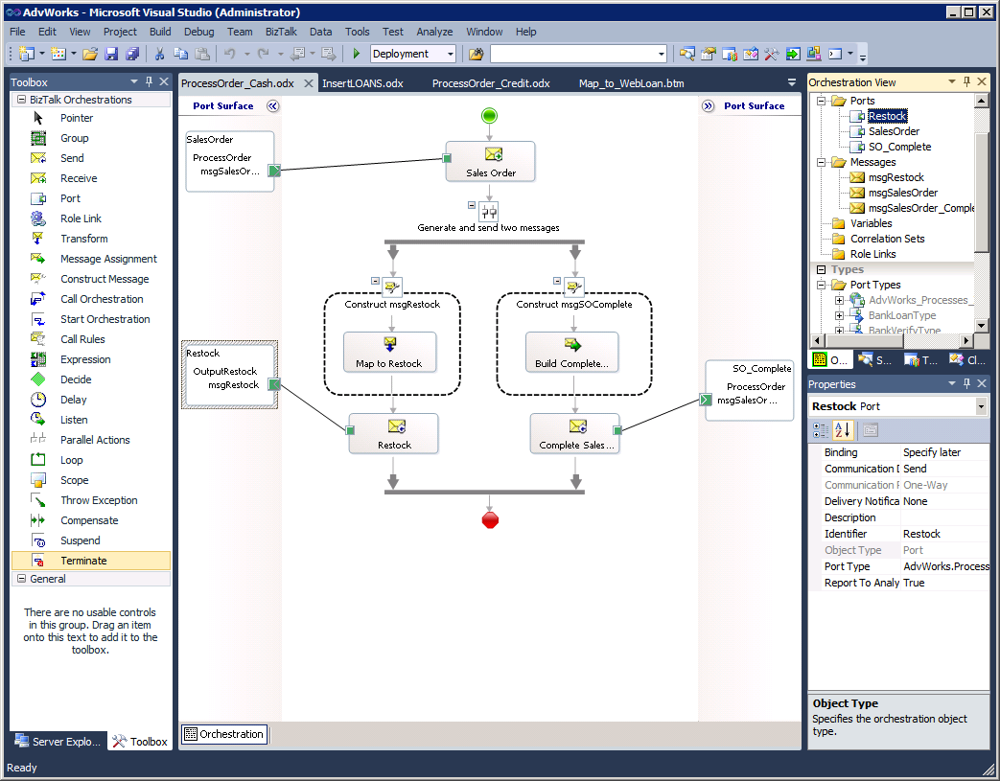 AdvWorks - Microsoft Visual Studio (Administrator)
File Edit View Project Build Debug Team BizTalk Data Tools Test Analyze Window Help
Deployment
Toolbox
BizTalk Orchestrations
Pointer
Group
Send
Receive
Port
Role Link
Transform
Message Assignment
Construct Message
Call Orchestration
Start Orchestration
Call Rules
Expression
Decide
Delay
Listen
Parallel Actions
Loop
Scope
Throw Exception
Compensate
Suspend
Terminate
General
There are no usable controls
in this group. Drag an item
onto this text to add it to the
toolbox.
Server Explo...
Toolbox
ProcessOrder_Cash.odx
InsertLOANS.odx
ProcessOrder_Credit.odx
Map_to_WebLoan.btm
Port Surface
Port Surface
SalesOrder
ProcessOrder
msgSalesOr...
Sales Order
Generate and send two messages
Construct msgRestock
Construct msgSOComplete
Map to Restock
Build Complete...
Restock
OutputRestock
msgRestock
SO_Complete
ProcessOrder
msgSalesOr ...
Restock
Complete Sales ...
Orchestration
Orchestration View
Ports
Restock
SalesOrder
SO_Complete
Messages
msgRestock
msgSalesOrder
msgSalesOrder_Comple
Variables
Correlation Sets
Role Links
Types
Port Types
AdvWorks_Processes_
BankLoanType
BankVerifyType
O...
S...
T...
Cl...
Properties
Restock Port
A
Z
Binding Specify later
Communication D Send
Communication P One-Way
Delivery Notifica None
Description
Identifier Restock
Object Type Port
Port Type AdvWorks.Process
Report To Analy True
Object Type
Specifies the orchestration object
type.
Ready